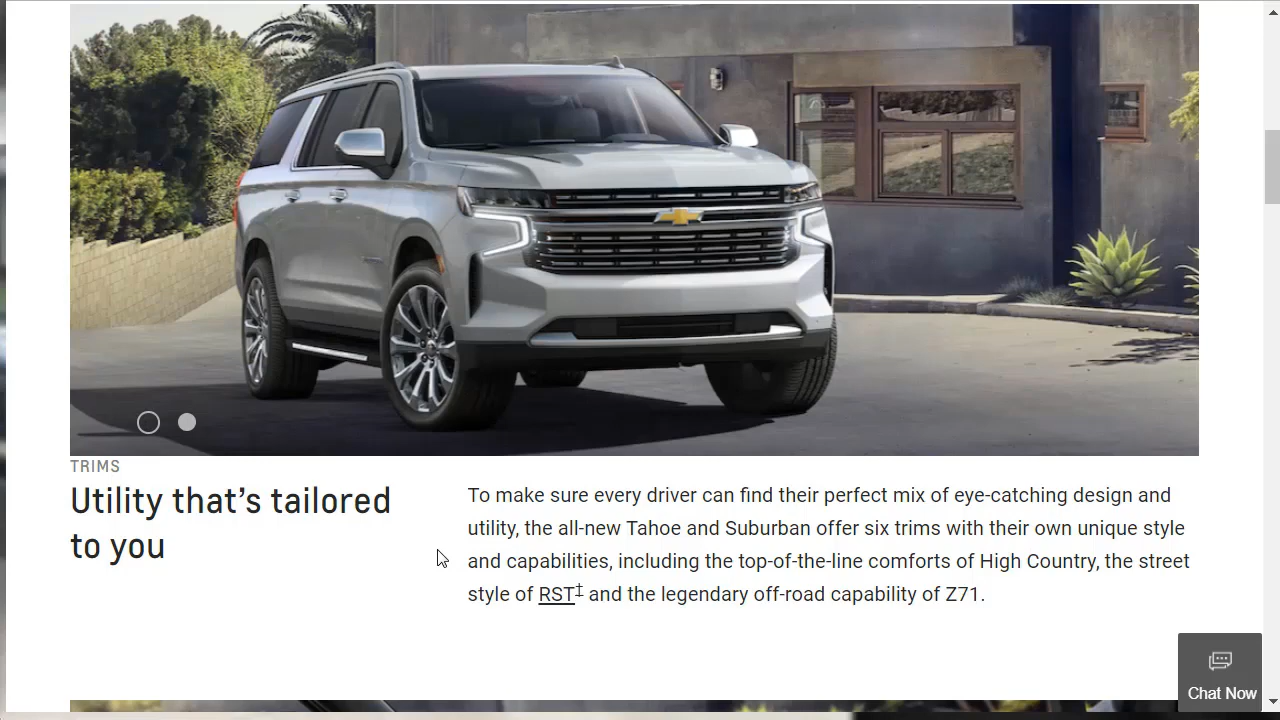 TRIMS
Utility that’s tailored
to you
To make sure every driver can find their perfect mix of eye-catching design and
utility, the all-new Tahoe and Suburban offer six trims with their own unique style
and capabilities, including the top-of-the-line comforts of High Country, the street
style of RST‡ and the legendary off-road capability of Z71.
Chat Now